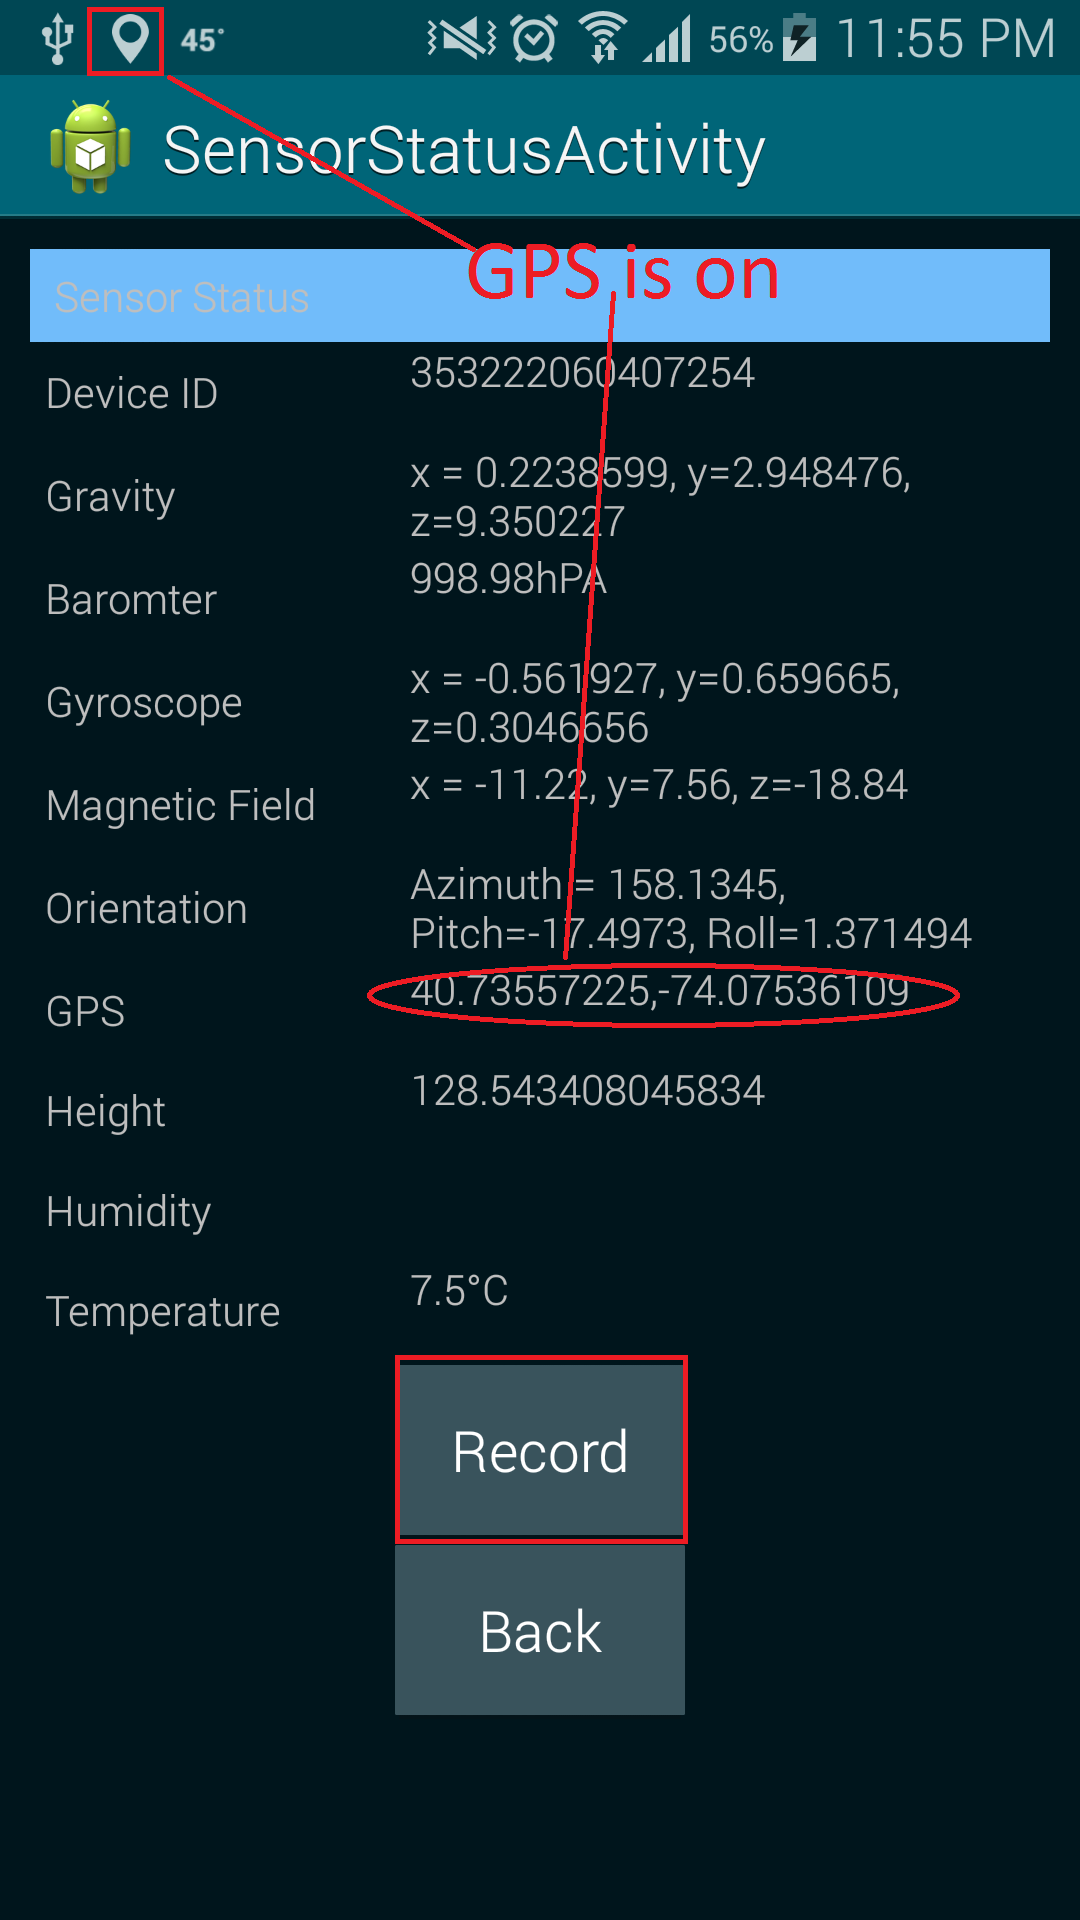 45° 56% 11:55 PM
SensorStatusActivity
GPS is on
Sensor Status
Device ID 353222060407254
Gravity x = 0.2238599, y=2.948476,
z=9.350227
Baromter 998.98hPA
Gyroscope x = -0.561927, y=0.659665,
z=0.3046656
Magnetic Field x = -11.22, y=7.56, z=-18.84
Orientation Azimuth = 158.1345,
Pitch=-17.4973, Roll=1.371494
GPS 40.73557225,-74.07536109
Height 128.543408045834
Humidity
Temperature 7.5°C
Record
Back